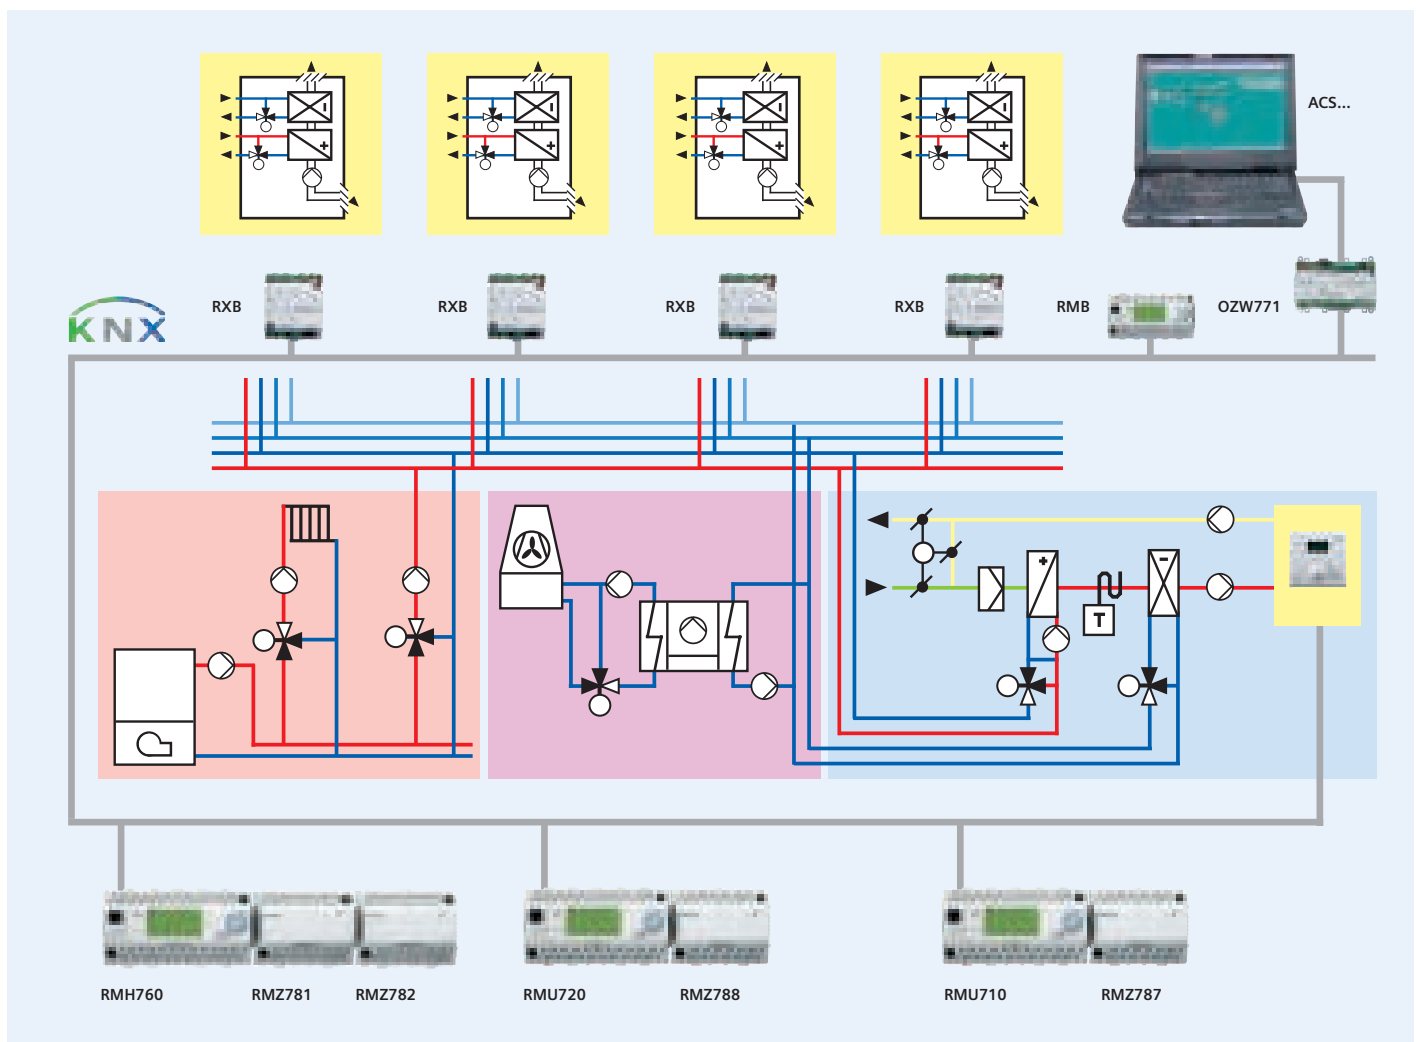 ACS...
RXB
RXB
RXB
RXB
RMB
OZW771
KNX
T
RMH760
RMZ781
RMZ782
RMU720
RMZ788
RMU710
RMZ787